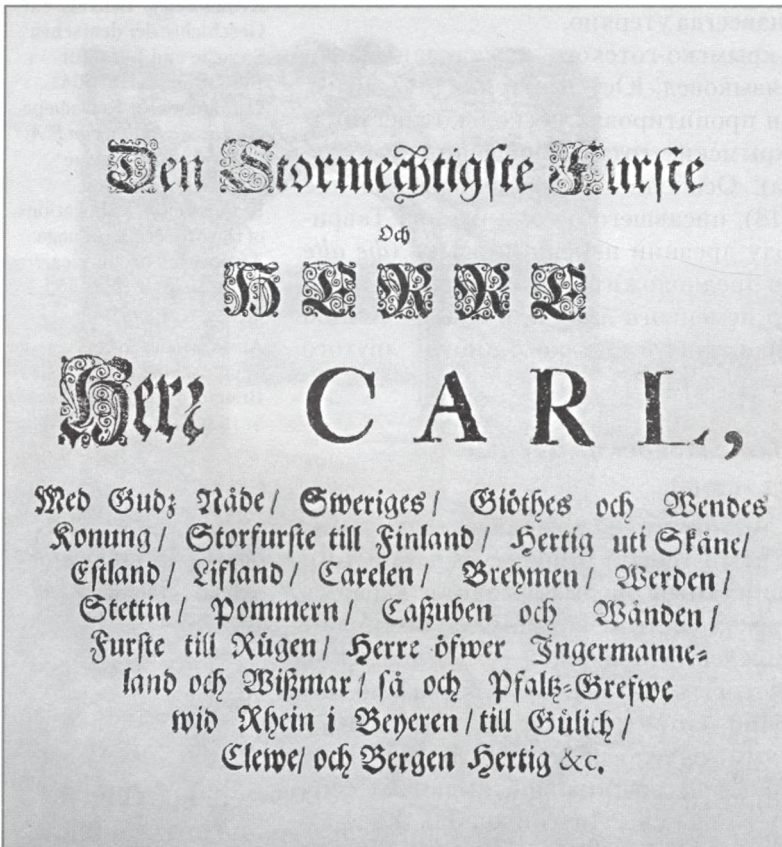 Den Stormechtigste Furste
Och
HERRE
Herr CARL,
Med Gudz Nåde / Sweriges / Giöthes och Wendes
Konung / Storfurste till Finland / Hertig uti Skåne /
Estland / Lifland / Carelen / Brehmen / Werden /
Stettin / Pommern / Caßuben och Wånden /
Furste till Rügen / Herre öfwer Ingermanne-
land och Wißmar / så och Pfaltz-Grefwe
wid Rhein i Beyeren / till Gülich /
Clewe / och Bergen Hertig &c.